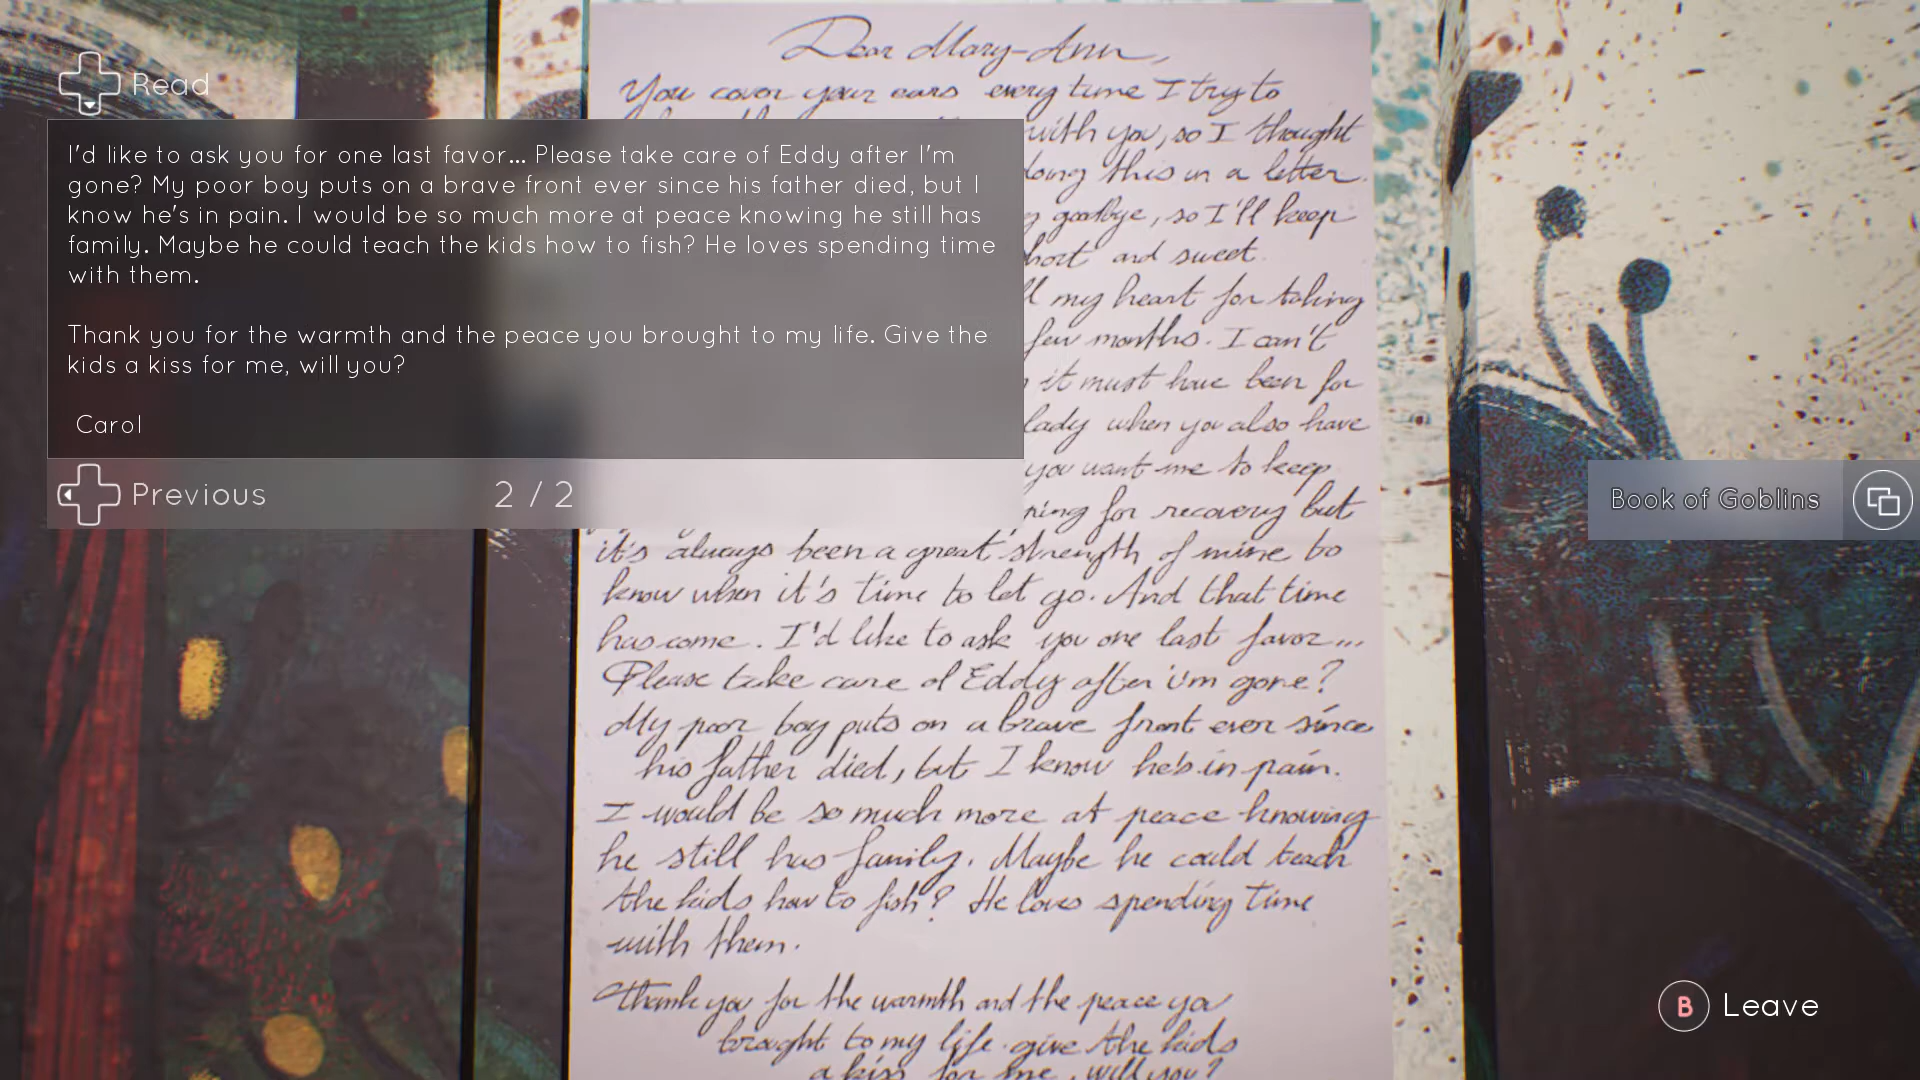 Read
I'd like to ask you for one last favor... Please take care of Eddy after I'm
gone? My poor boy puts on a brave front ever since his father died, but I
know he's in pain. I would be so much more at peace knowing he still has
family. Maybe he could teach the kids how to fish? He loves spending time
with them.
Thank you for the warmth and the peace you brought to my life. Give the
kids a kiss for me, will you?
Carol
Previous
2 / 2
Dear Mary-Ann,
You cover your ears every time I try to
with you, so I thought
doing this in a letter.
goodbye, so I'll keep
short and sweet.
my heart for taking
few months. I can't
it must have been for
lady when you also have
you want me to keep
for recovery but
it's always been a great strength of mine to
know when it's time to let go. And that time
has come. I'd like to ask you one last favor...
Please take care of Eddy after i'm gone?
My poor boy puts on a brave front ever since
his father died, but I know he's in pain.
I would be so much more at peace knowing
he still has family. Maybe he could teach
the kids how to fish? He loves spending time
with them.
thank you for the warmth and the peace you
brought to my life. give the kids
a kiss for me, will you?
Book of Goblins
B Leave